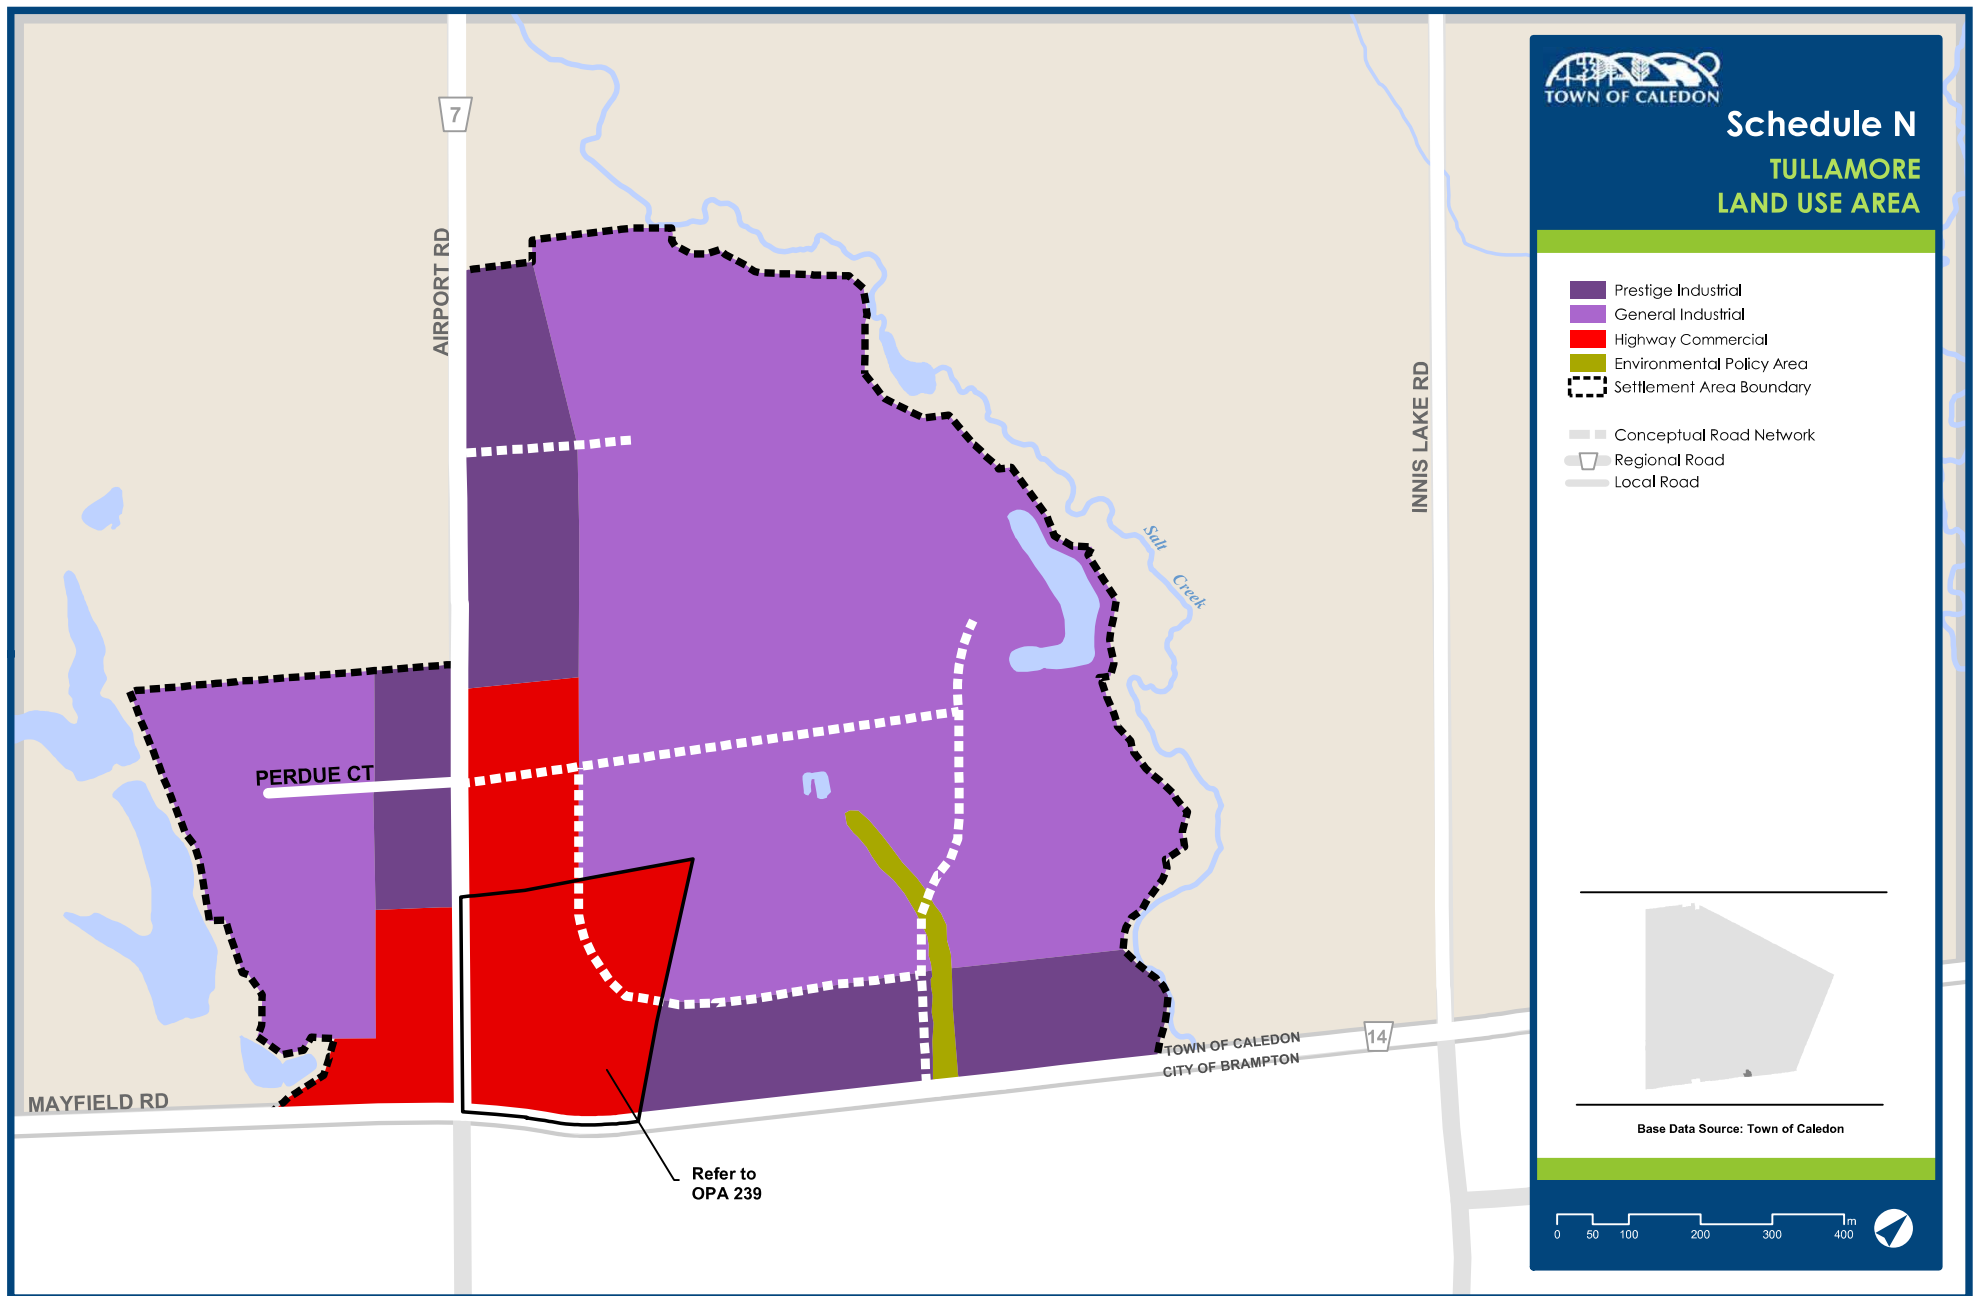 7
AIRPORT RD
INNIS LAKE RD
Salt
Creek
PERDUE CT
MAYFIELD RD
TOWN OF CALEDON
CITY OF BRAMPTON
14
Refer to
OPA 239
TOWN OF CALEDON
Schedule N
TULLAMORE
LAND USE AREA
Prestige Industrial
General Industrial
Highway Commercial
Environmental Policy Area
Settlement Area Boundary
Conceptual Road Network
Regional Road
Local Road
Base Data Source: Town of Caledon
0 50 100 200 300 400 m